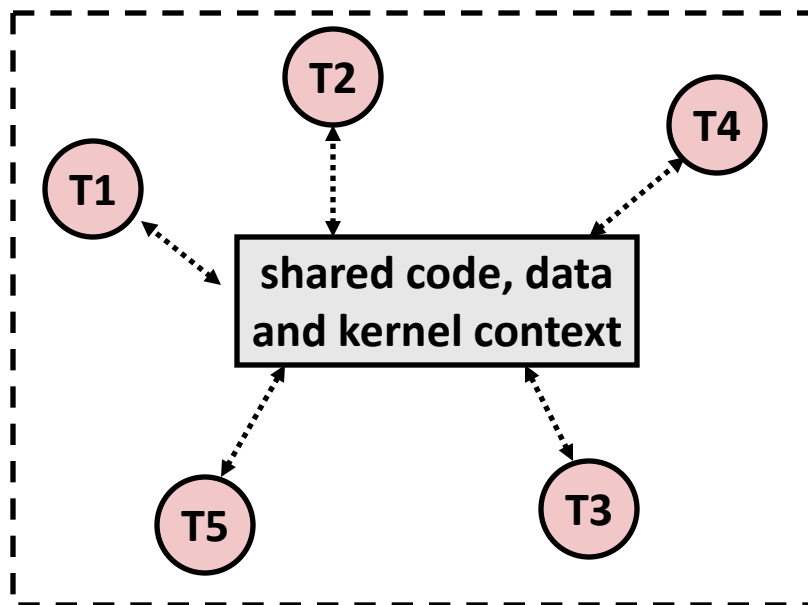 T2
T4
T1
shared code, data
and kernel context
T5
T3